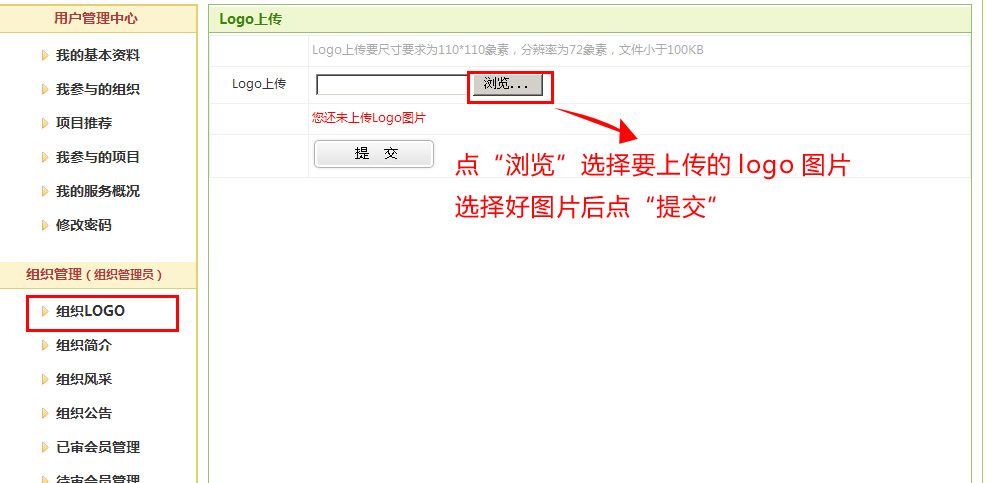 用户管理中心
我的基本资料
我参与的组织
项目推荐
我参与的项目
我的服务概况
修改密码
组织管理（组织管理员）
组织LOGO
组织简介
组织风采
组织公告
已审会员管理
待审会员管理
Logo上传
Logo上传要尺寸要求为110*110象素，分辨率为72象素，文件小于100KB
Logo上传
浏览...
您还未上传Logo图片
提 交
点“浏览”选择要上传的 logo 图片
选择好图片后点“提交”